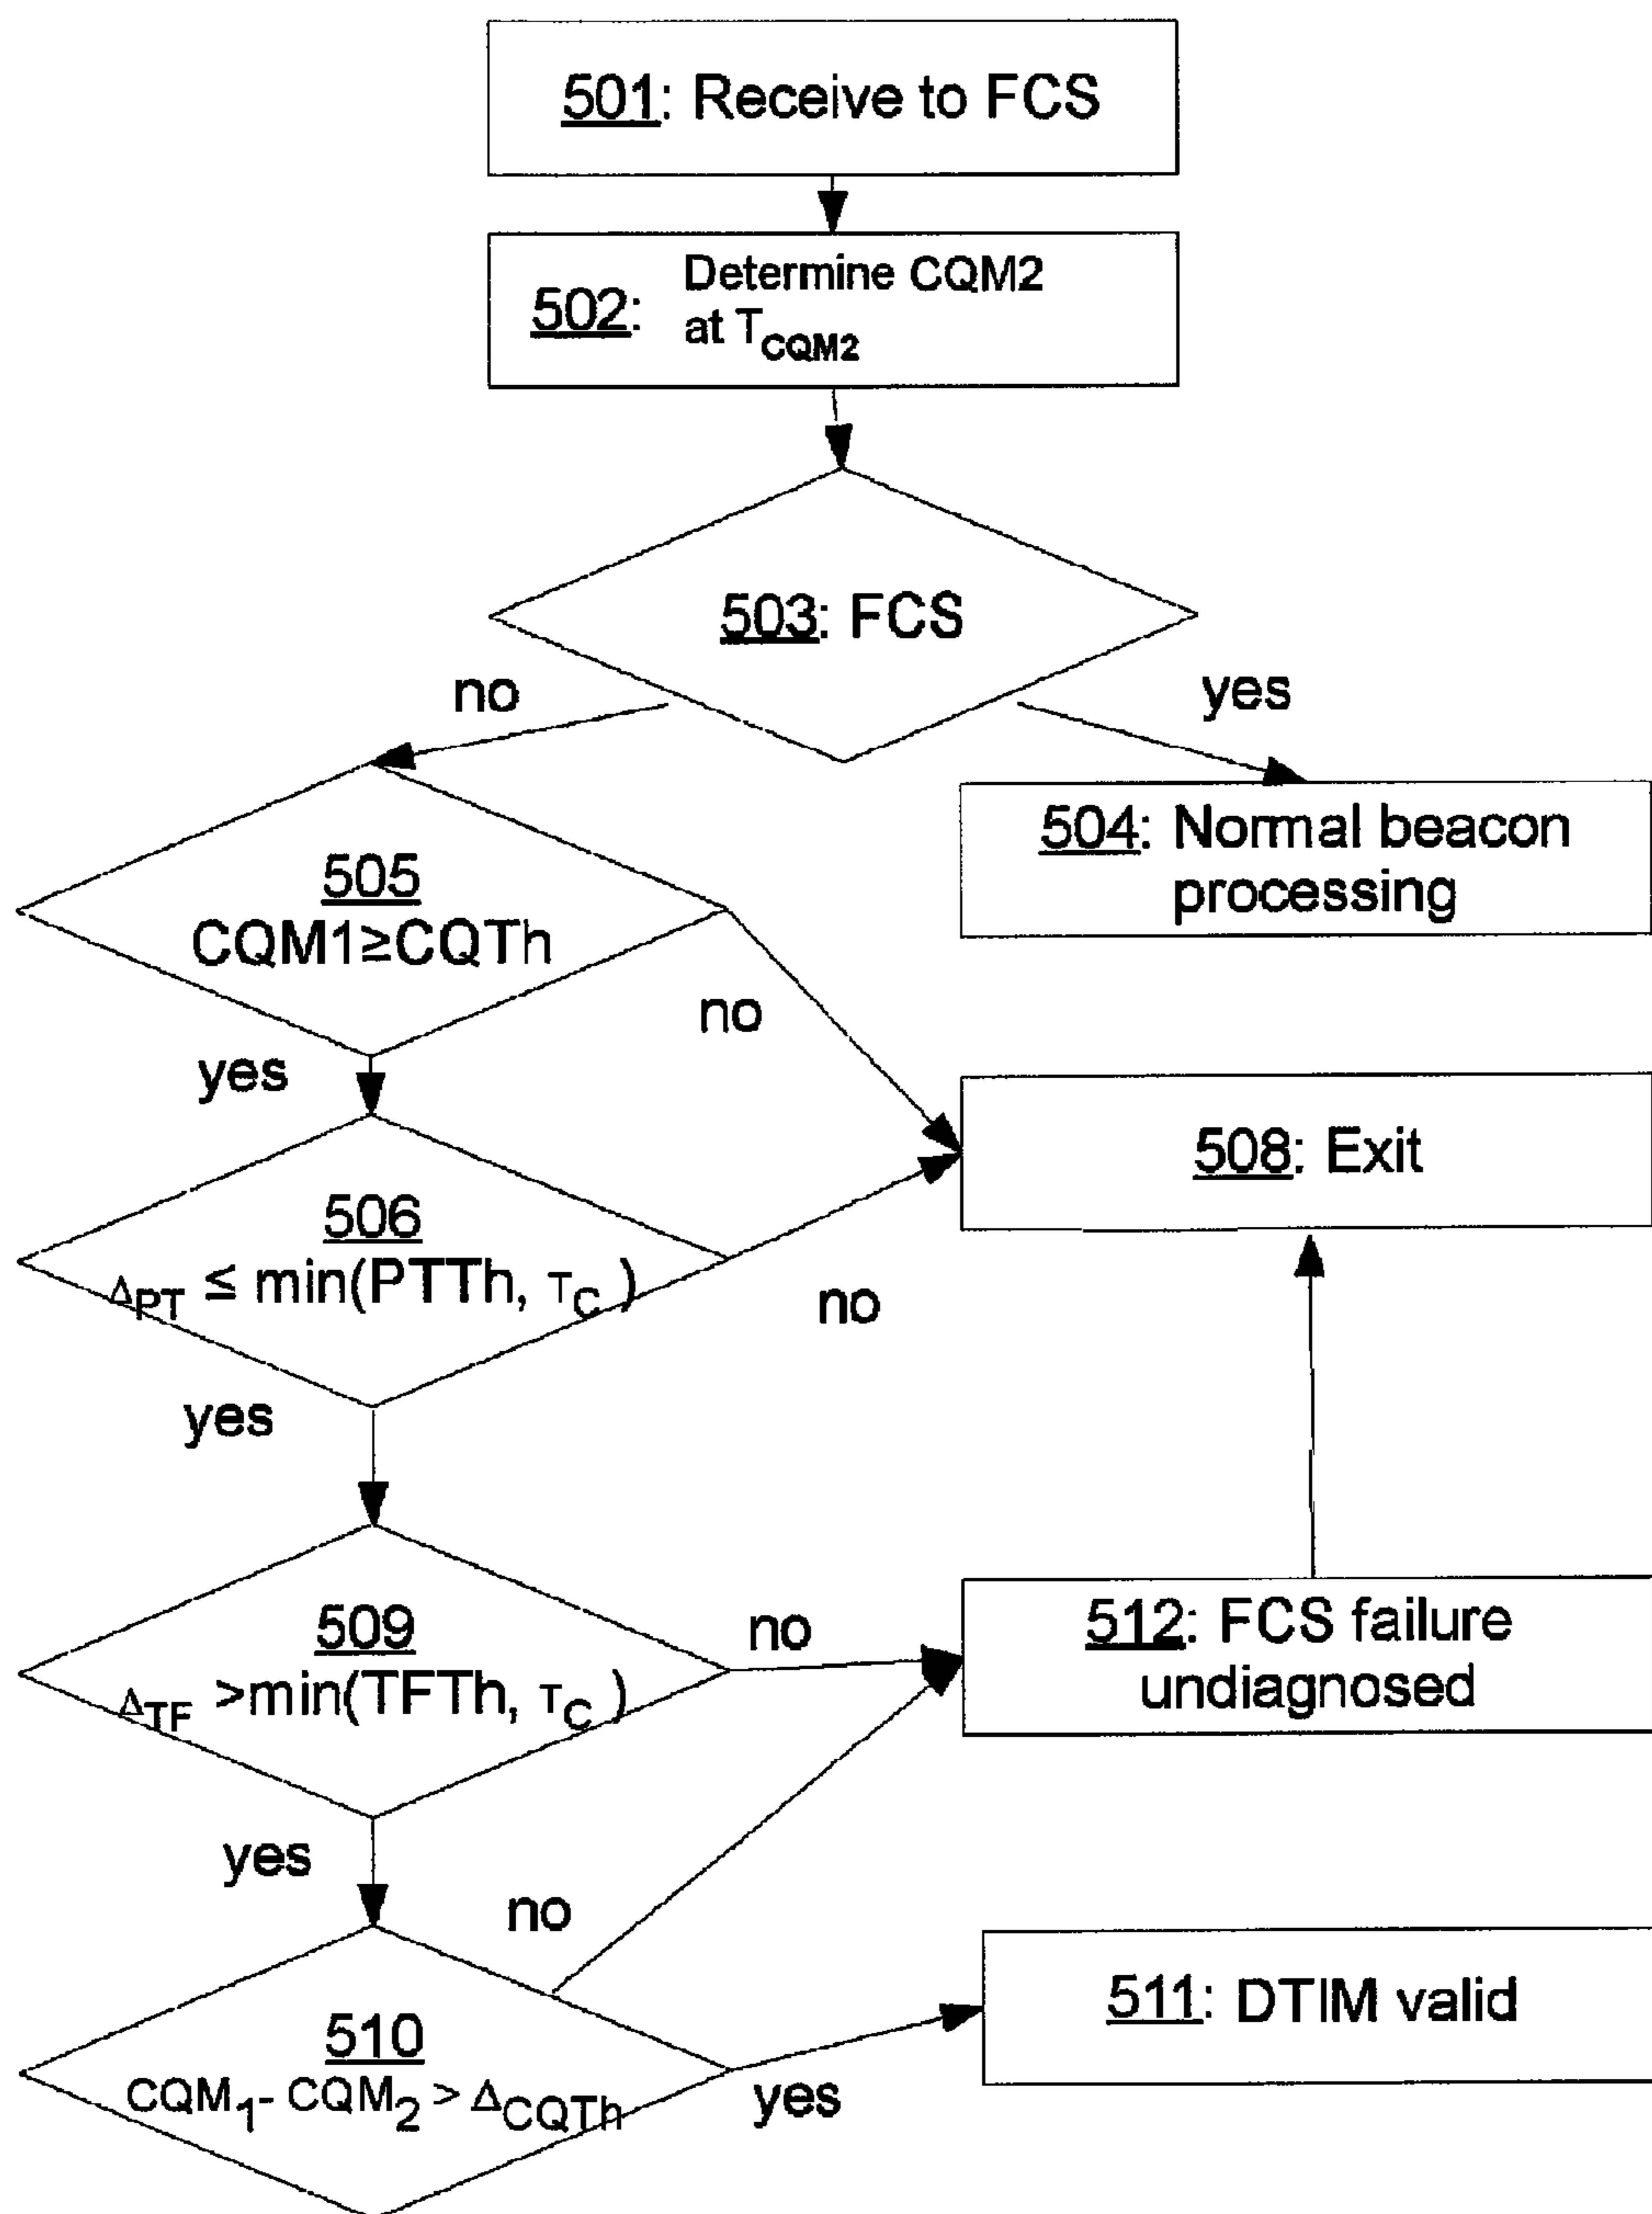 501: Receive to FCS
502: Determine CQM2
at TCQM2
503: FCS
no
yes
504: Normal beacon
processing
505
CQM1≥CQTh
no
yes
508: Exit
506
ΔPT ≤ min(PTTh, τC )
no
yes
509
ΔTF >min(TFTh, τC )
no
512: FCS failure
undiagnosed
yes
no
510
CQM1- CQM2 > ΔCQTh
yes
511: DTIM valid